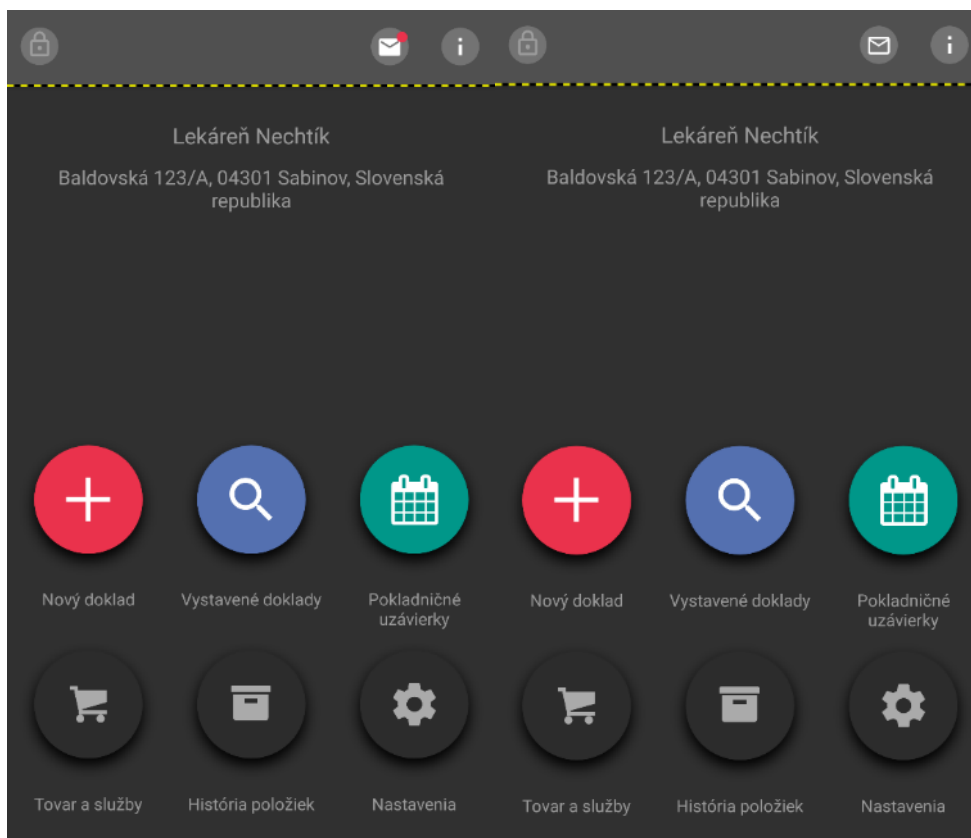 Lekáreň Nechtík
Baldovská 123/A, 04301 Sabinov, Slovenská
republika
Nový doklad
Vystavené doklady
Pokladničné
uzávierky
Tovar a služby
História položiek
Nastavenia
Lekáreň Nechtík
Baldovská 123/A, 04301 Sabinov, Slovenská
republika
Nový doklad
Vystavené doklady
Pokladničné
uzávierky
Tovar a služby
História položiek
Nastavenia